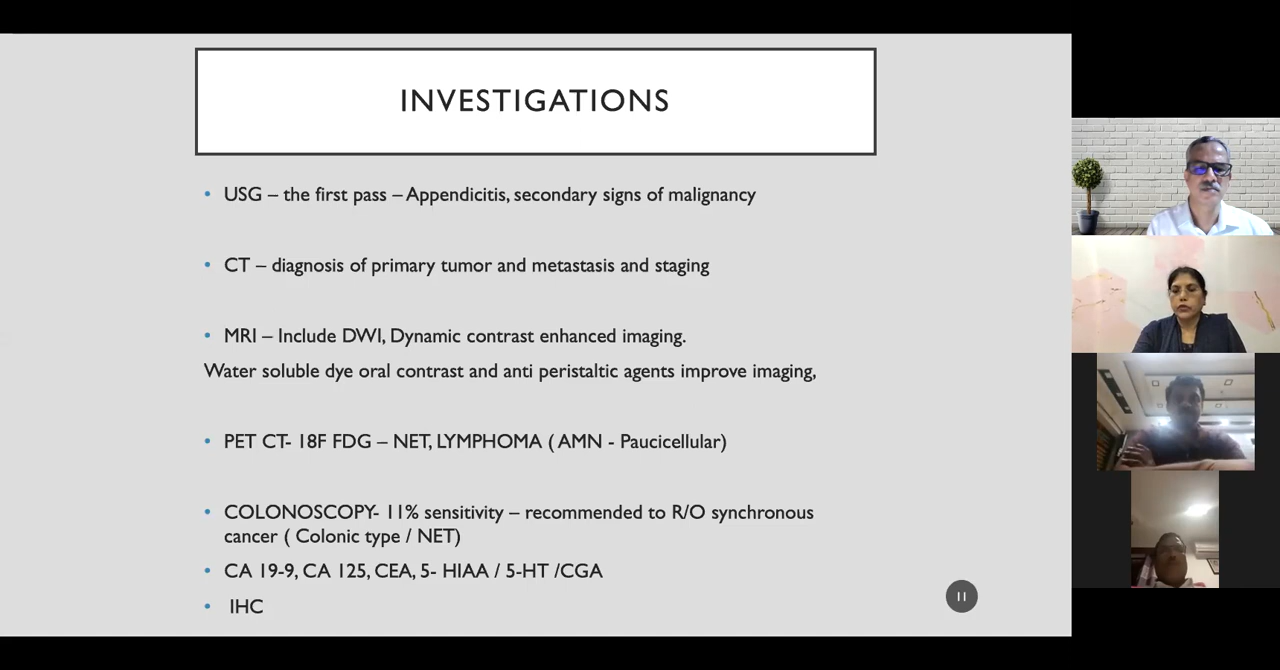 INVESTIGATIONS
• USG – the first pass – Appendicitis, secondary signs of malignancy
• CT – diagnosis of primary tumor and metastasis and staging
• MRI – Include DWI, Dynamic contrast enhanced imaging.
Water soluble dye oral contrast and anti peristaltic agents improve imaging,
• PET CT- 18F FDG – NET, LYMPHOMA ( AMN - Paucicellular)
• COLONOSCOPY- 11% sensitivity – recommended to R/O synchronous
cancer ( Colonic type / NET)
• CA 19-9, CA 125, CEA, 5- HIAA / 5-HT /CGA
• IHC
11